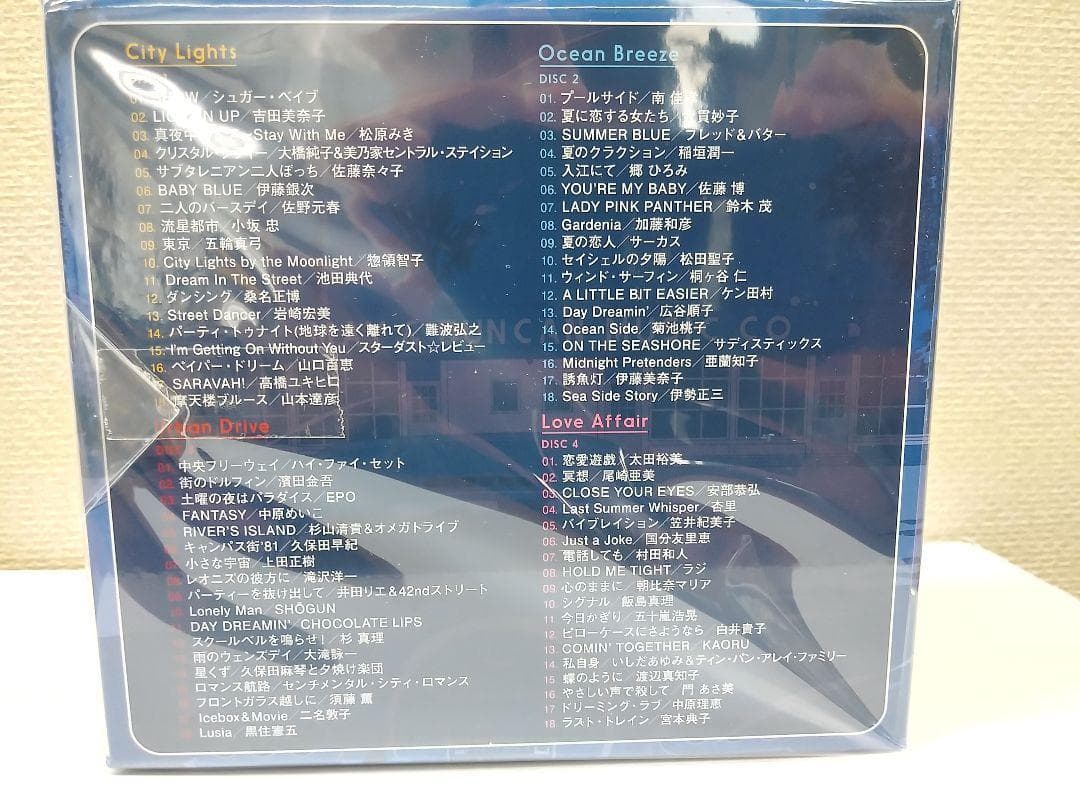 City Lights
W／シュガー・ベイブ
02. UP／吉田美奈子
03. 真夜中 Stay With Me／松原みき
04. クリスタル・ ／大橋純子＆美乃家セントラル・ステイション
05. サブタレニアン二人ぼっち／佐藤奈々子
06. BABY BLUE／伊藤銀次
07. 二人のバースデイ／佐野元春
08. 流星都市／小坂 忠
09. 東京／五輪真弓
10. City Lights by the Moonlight／惣領智子
11. Dream In The Street／池田典代
12. ダンシング／桑名正博
13. Street Dancer／岩崎宏美
14. パーティ・トゥナイト(地球を遠く離れて)／難波弘之
15. I'm Getting On Without You／スターダスト☆レビュー
16. ペイパー・ドリーム／山口百恵
SARAVAH!／高橋ユキヒロ
摩天楼ブルース／山本達彦
Ocean Breeze
DISC 2
01. プールサイド／南 佳
02. 夏に恋する女たち／ 貫妙子
03. SUMMER BLUE／ブレッド＆バター
04. 夏のクラクション／稲垣潤一
05. 入江にて／郷 ひろみ
06. YOU'RE MY BABY／佐藤 博
07. LADY PINK PANTHER／鈴木 茂
08. Gardenia／加藤和彦
09. 夏の恋人／サーカス
10. セイシェルの夕陽／松田聖子
11. ウィンド・サーフィン／桐ヶ谷 仁
12. A LITTLE BIT EASIER／ケン田村
13. Day Dreamin'／広谷順子
14. Ocean Side／菊池桃子
15. ON THE SEASHORE／サディスティックス
16. Midnight Pretenders／亜蘭知子
17. 誘魚灯／伊藤美奈子
18. Sea Side Story／伊勢正三
Drive
01. 中央フリーウェイ／ハイ・ファイ・セット
02. 街のドルフィン／濱田金吾
03. 土曜の夜はパラダイス／EPO
FANTASY／中原めいこ
RIVER'S ISLAND／杉山清貴＆オメガトライブ
キャンパス街'81／久保田早紀
小さな宇宙／上田正樹
レオニズの彼方に／滝沢洋一
パーティーを抜け出して／井田リエ＆42ndストリート
Lonely Man／SHŌGUN
DAY DREAMIN'／CHOCOLATE LIPS
スクールベルを鳴らせ！／杉 真理
雨のウェンズデイ／大滝詠一
星くず／久保田麻琴と夕焼け楽団
ロマンス航路／センチメンタル・シティ・ロマンス
フロントガラス越しに／須藤 薫
Icebox＆Movie／二名敦子
Lusia／黒住憲五
Love Affair
DISC 4
01. 恋愛遊戯／太田裕美
02. 冥想／尾崎亜美
03. CLOSE YOUR EYES／安部恭弘
04. Last Summer Whisper／杏里
05. バイブレイション／笠井紀美子
06. Just a Joke／国分友里恵
07. 電話しても／村田和人
08. HOLD ME TIGHT／ラジ
09. 心のままに／朝比奈マリア
10. シグナル／飯島真理
11. 今日かぎり／五十嵐浩晃
12. ピローケースにさようなら／白井貴子
13. COMIN' TOGETHER／KAORU
14. 私自身／いしだあゆみ＆ティン・パン・アレイ・ファミリー
15. 蝶のように／渡辺真知子
16. やさしい声で殺して／門 あさ美
17. ドリーミング・ラブ／中原理恵
18. ラスト・トレイン／宮本典子